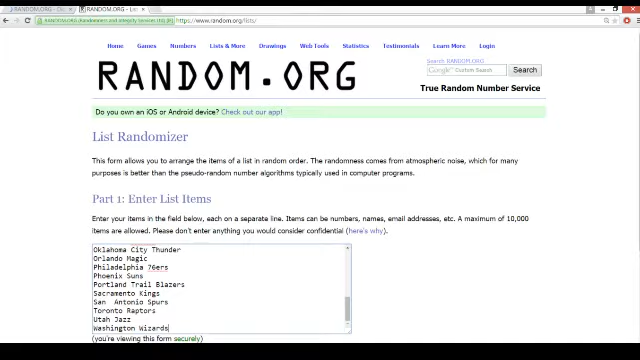 RANDOM.ORG
https://www.random.org/lists/
Home Games Numbers Lists & More Drawings Web Tools Statistics Testimonials Learn More Login
Search RANDOM.ORG
RANDOM.ORG
Google Custom Search Search
True Random Number Service
Do you own an iOS or Android device? Check out our app!
List Randomizer
This form allows you to arrange the items of a list in random order. The randomness comes from atmospheric noise, which for many
purposes is better than the pseudo-random number algorithms typically used in computer programs.
Part 1: Enter List Items
Enter your items in the field below, each on a separate line. Items can be numbers, names, email addresses, etc. A maximum of 10,000
items are allowed. Please don't enter anything you would consider confidential (here's why).
Oklahoma City Thunder
Orlando Magic
Philadelphia 76ers
Phoenix Suns
Portland Trail Blazers
Sacramento Kings
San  Antonio Spurs
Toronto Raptors
Utah Jazz
Washington Wizards
(you're viewing this form securely)